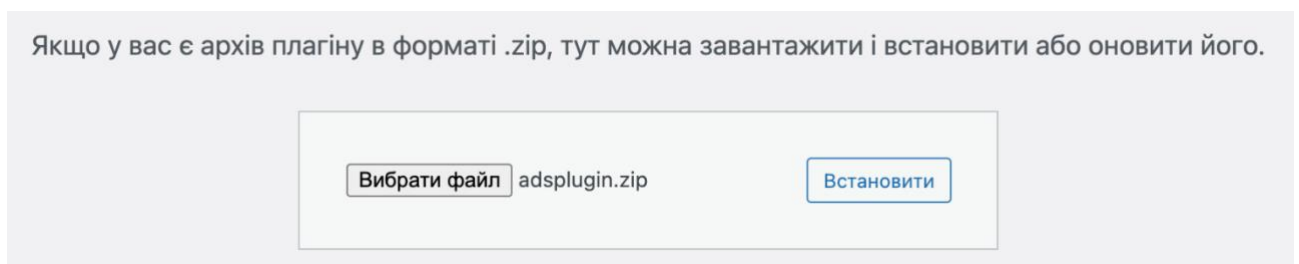 Якщо у вас є архів плагіну в форматі .zip, тут можна завантажити і встановити або оновити його.
Вибрати файл adsplugin.zip Встановити